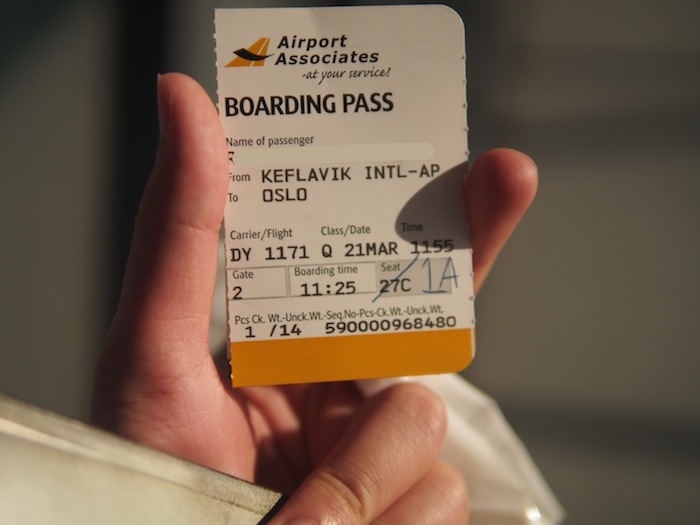 Airport
Associates
-at your service!
BOARDING PASS
Name of passenger
From KEFLAVIK INTL-AP
To OSLO
Carrier/Flight Class/Date Time
DY 1171 Q 21MAR 1155
Gate Boarding time Seat
2 11:25 27C 1A
Pcs Ck. Wt.-Unck.Wt.-Seq.No-Pcs-Ck.Wt.-Unck.Wt.
1 /14 590000968480